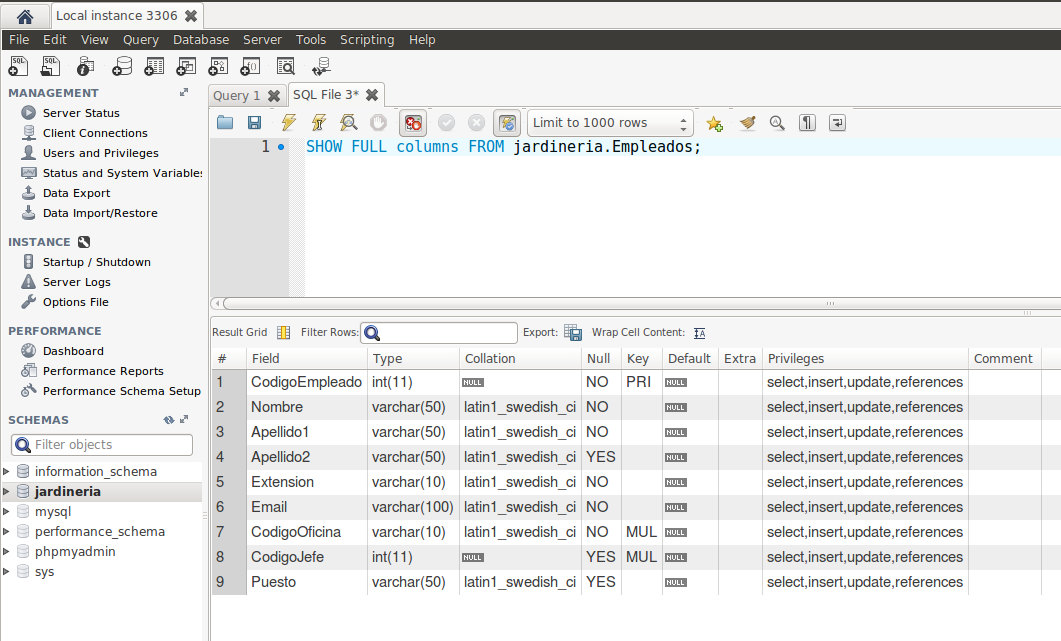 Local instance 3306
File Edit View Query Database Server Tools Scripting Help
SQL SQL
MANAGEMENT
Server Status
Client Connections
Users and Privileges
Status and System Variables
Data Export
Data Import/Restore
INSTANCE
Startup / Shutdown
Server Logs
Options File
PERFORMANCE
Dashboard
Performance Reports
Performance Schema Setup
SCHEMAS
Filter objects
information_schema
jardineria
mysql
performance_schema
phpmyadmin
sys
Query 1 SQL File 3*
Limit to 1000 rows
1 SHOW FULL columns FROM jardineria.Empleados;
Result Grid Filter Rows: Export: Wrap Cell Content:
# Field Type Collation Null Key Default Extra Privileges Comment
1 CodigoEmpleado int(11) NULL NO PRI NULL select,insert,update,references
2 Nombre varchar(50) latin1_swedish_ci NO NULL select,insert,update,references
3 Apellido1 varchar(50) latin1_swedish_ci NO NULL select,insert,update,references
4 Apellido2 varchar(50) latin1_swedish_ci YES NULL select,insert,update,references
5 Extension varchar(10) latin1_swedish_ci NO NULL select,insert,update,references
6 Email varchar(100) latin1_swedish_ci NO NULL select,insert,update,references
7 CodigoOficina varchar(10) latin1_swedish_ci NO MUL NULL select,insert,update,references
8 CodigoJefe int(11) NULL YES MUL NULL select,insert,update,references
9 Puesto varchar(50) latin1_swedish_ci YES NULL select,insert,update,references